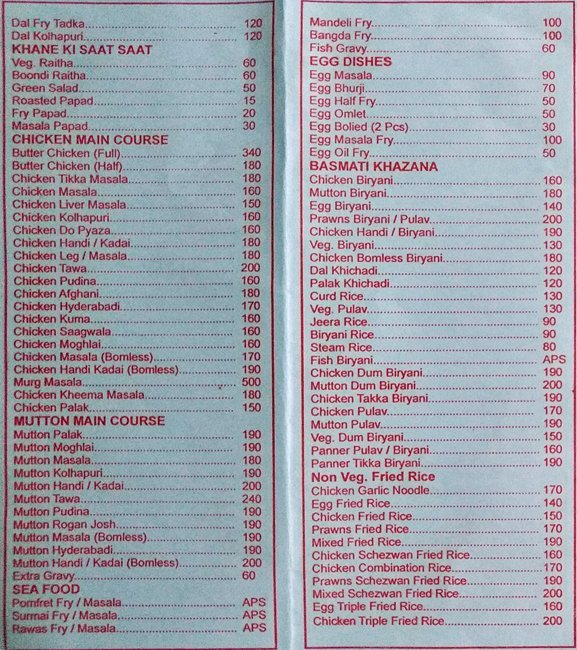 Dal Fry Tadka 120
Dal Kolhapuri 120
KHANE KI SAAT SAAT
Veg. Raitha 60
Boondi Raitha 60
Green Salad 50
Roasted Papad 15
Fry Papad 20
Masala Papad 30
CHICKEN MAIN COURSE
Butter Chicken (Full) 340
Butter Chicken (Half) 180
Chicken Tikka Masala 180
Chicken Masala 160
Chicken Liver Masala 150
Chicken Kolhapuri 160
Chicken Do Pyaza 160
Chicken Handi / Kadai 180
Chicken Leg / Masala 180
Chicken Tawa 200
Chicken Pudina 160
Chicken Afghani 180
Chicken Hyderabadi 170
Chicken Kuma 160
Chicken Saagwala 160
Chicken Moghlai 160
Chicken Masala (Bomless) 170
Chicken Handi Kadai (Bomless) 190
Murg Masala 500
Chicken Kheema Masala 180
Chicken Palak 150
MUTTON MAIN COURSE
Mutton Palak 190
Mutton Moghlai 190
Mutton Masala 180
Mutton Kolhapuri 190
Mutton Handi / Kadai 200
Mutton Tawa 240
Mutton Pudina 190
Mutton Rogan Josh 190
Mutton Masala (Bomless) 190
Mutton Hyderabadi 190
Mutton Handi / Kadai (Bomless) 200
Extra Gravy 60
SEA FOOD
Pomfret Fry / Masala APS
Surmai Fry / Masala APS
Rawas Fry / Masala APS
Mandeli Fry 100
Bangda Fry 100
Fish Gravy 60
EGG DISHES
Egg Masala 90
Egg Bhurji 70
Egg Half Fry 50
Egg Omlet 50
Egg Bolied (2 Pcs) 30
Egg Masala Fry 100
Egg Oil Fry 50
BASMATI KHAZANA
Chicken Biryani 160
Mutton Biryani 180
Egg Biryani 140
Prawns Biryani / Pulav 200
Chicken Handi / Biryani 190
Veg. Biryani 130
Chicken Bomless Biryani 180
Dal Khichadi 120
Palak Khichadi 120
Curd Rice 130
Veg. Pulav 130
Jeera Rice 90
Biryani Rice 90
Steam Rice 80
Fish Biryani APS
Chicken Dum Biryani 190
Mutton Dum Biryani 200
Chicken Takka Biryani 190
Chicken Pulav 170
Mutton Pulav 190
Veg. Dum Biryani 150
Panner Pulav / Biryani 160
Panner Tikka Biryani 190
Non Veg. Fried Rice
Chicken Garlic Noodle 170
Egg Fried Rice 140
Chicken Fried Rice 150
Prawns Fried Rice 170
Mixed Fried Rice 190
Chicken Schezwan Fried Rice 160
Chicken Combination Rice 170
Prawns Schezwan Fried Rice 190
Mixed Schezwan Fried Rice 200
Egg Triple Fried Rice 160
Chicken Triple Fried Rice 200